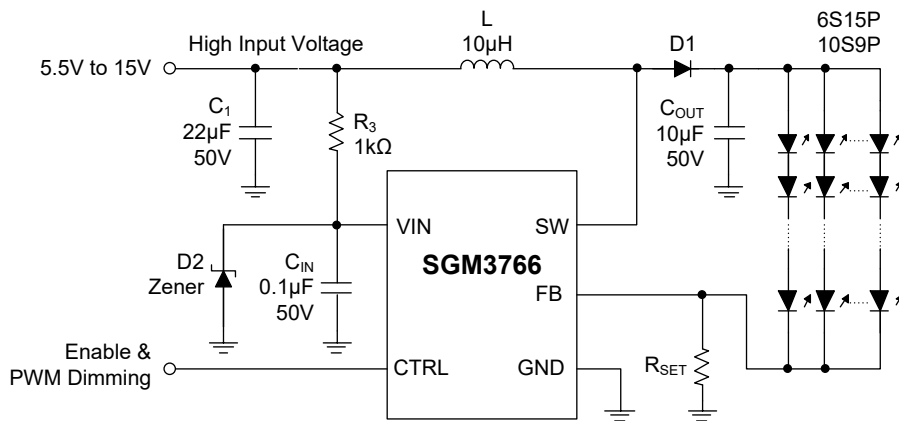 6S15P
10S9P
High Input Voltage
L
10μH
D1
5.5V to 15V
C1
22μF
50V
R3
1kΩ
COUT
10μF
50V
VIN
SW
SGM3766
D2
Zener
CIN
0.1μF
50V
FB
Enable &
PWM Dimming
CTRL
GND
RSET